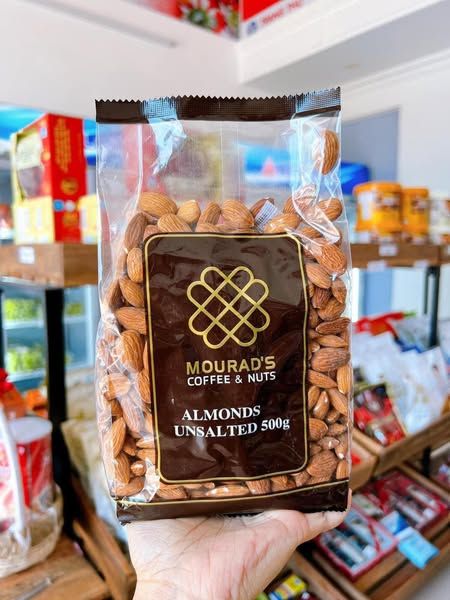 MOURAD'S
COFFEE & NUTS
ALMONDS
UNSALTED 500g